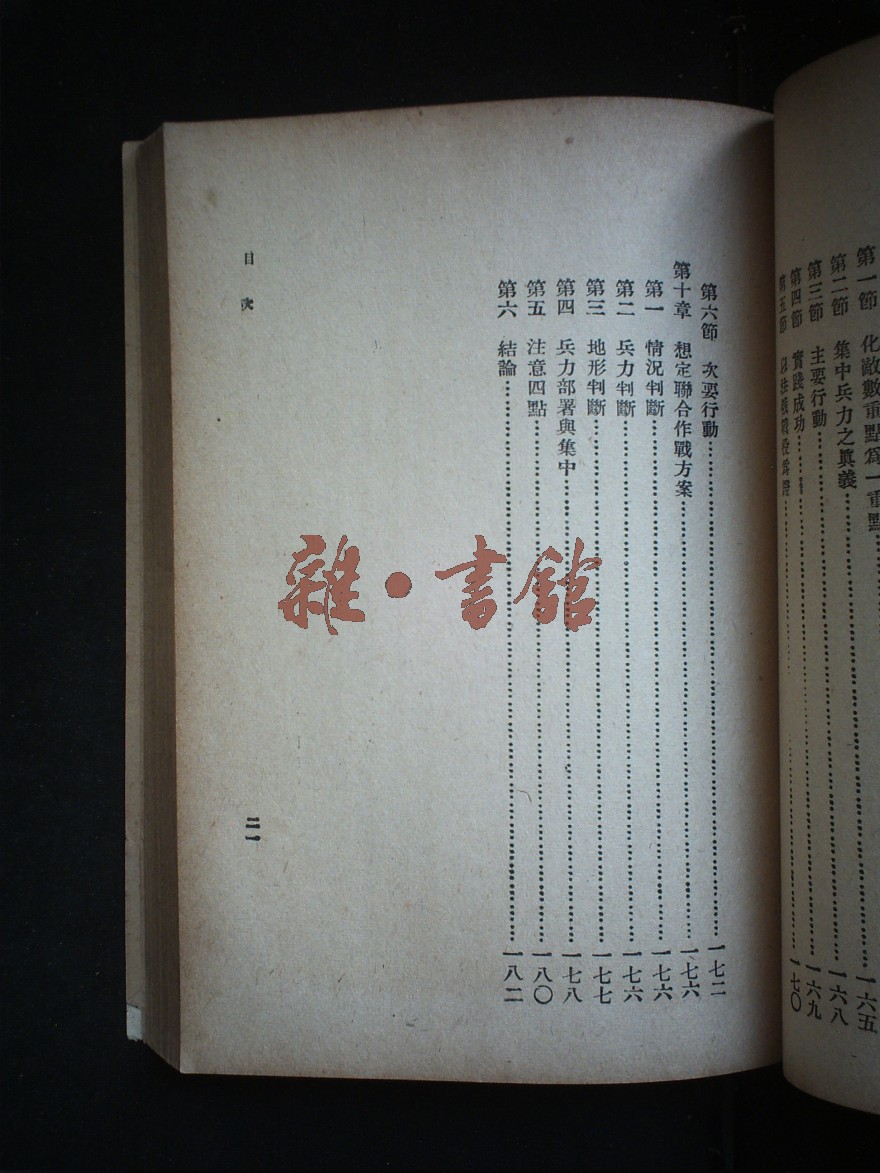 第一節　化敵數重點爲一重點……一六五
第二節　集中兵力之眞義……一六八
第三節　主要行動……一六九
第四節　實踐成功……一七〇
第五節
第六節　次要行動……一七二
第十章　想定聯合作戰方案……一七六
第一　情況判斷……一七六
第二　兵力判斷……一七六
第三　地形判斷……一七七
第四　兵力部署與集中……一七八
第五　注意四點……一八〇
第六　結論……一八二
目次
二一
雜・書館